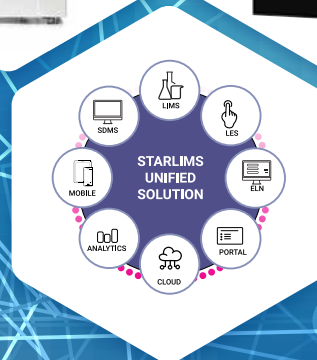 LIMS
SDMS
LES
STARLIMS
UNIFIED
SOLUTION
MOBILE
ELN
ANALYTICS
PORTAL
CLOUD